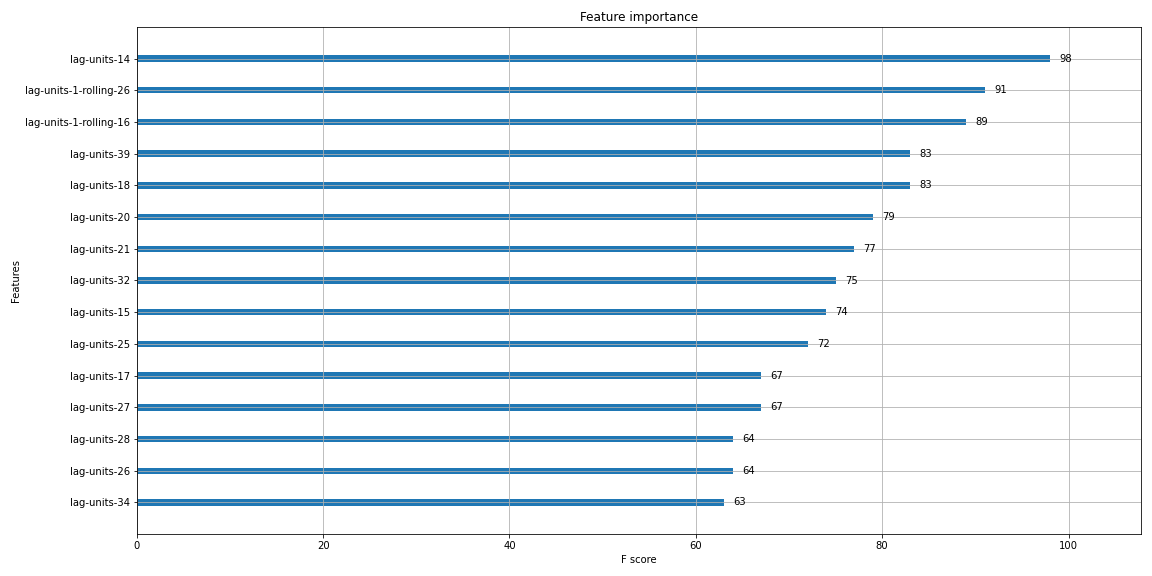 Feature importance
Features
lag-units-14 98
lag-units-1-rolling-26 91
lag-units-1-rolling-16 89
lag-units-39 83
lag-units-18 83
lag-units-20 79
lag-units-21 77
lag-units-32 75
lag-units-15 74
lag-units-25 72
lag-units-17 67
lag-units-27 67
lag-units-28 64
lag-units-26 64
lag-units-34 63
0 20 40 60 80 100
F score